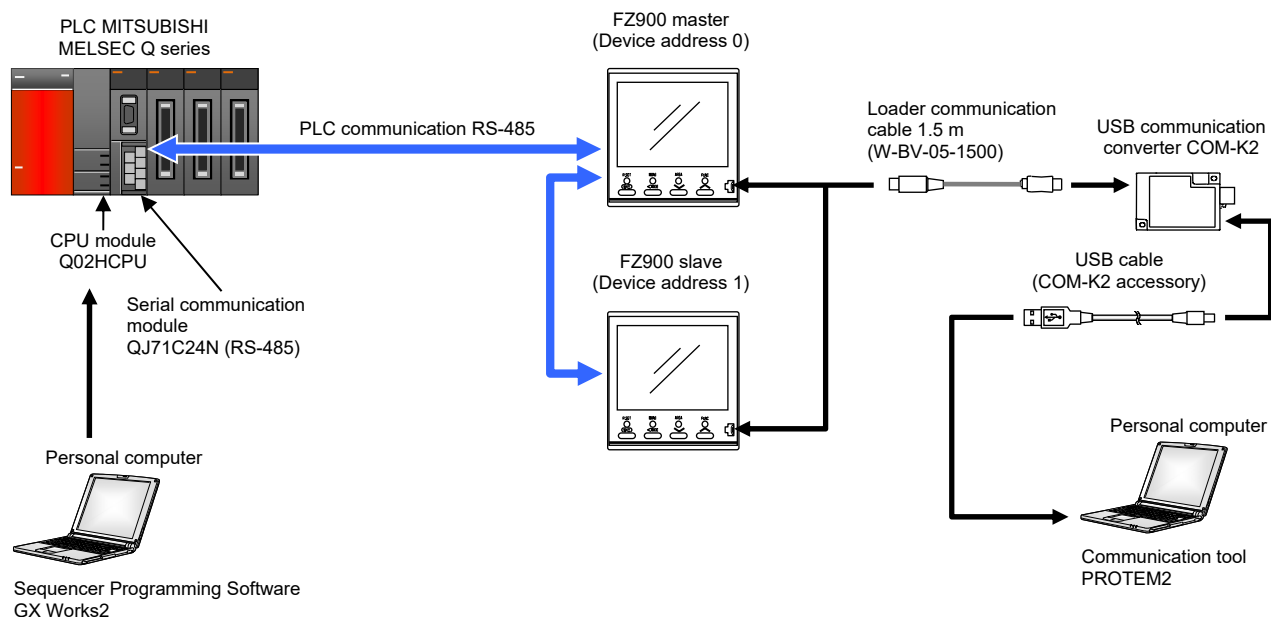 PLC MITSUBISHI
MELSEC Q series
FZ900 master
(Device address 0)
PLC communication RS-485
Loader communication
cable 1.5 m
(W-BV-05-1500)
USB communication
converter COM-K2
CPU module
Q02HCPU
Serial communication
module
QJ71C24N (RS-485)
FZ900 slave
(Device address 1)
USB cable
(COM-K2 accessory)
Personal computer
Sequencer Programming Software
GX Works2
Personal computer
Communication tool
PROTEM2